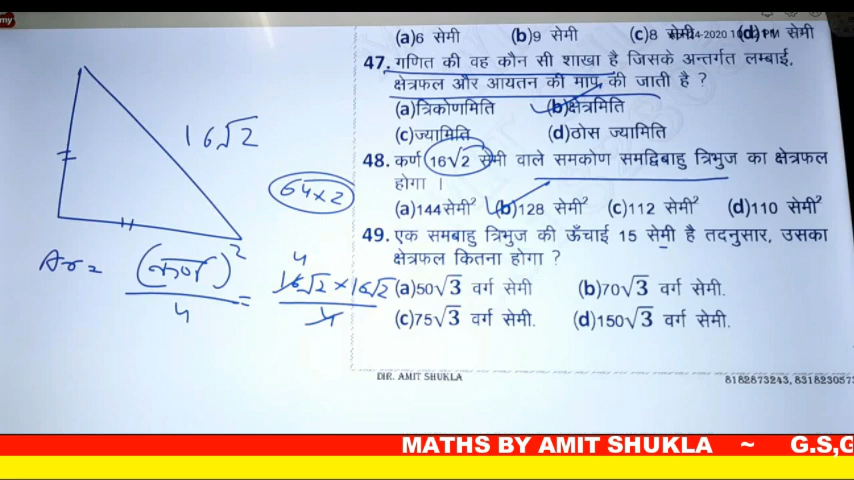 my
(a)6 सेमी (b)9 सेमी (c)8 सेमी (d) सेमी
47. गणित की वह कौन सी शाखा है जिसके अन्तर्गत लम्बाई,
क्षेत्रफल और आयतन की माप की जाती है ?
(a)त्रिकोणमिति (b)क्षेत्रमिति
(c)ज्यामिति (d)ठोस ज्यामिति
48. कर्ण 16√2 सेमी वाले समकोण समद्विबाहु त्रिभुज का क्षेत्रफल
होगा ।
(a)144सेमी² (b)128 सेमी² (c)112 सेमी² (d)110 सेमी²
49. एक समबाहु त्रिभुज की ऊँचाई 15 सेमी है तदनुसार, उसका
क्षेत्रफल कितना होगा ?
(a)50√3 वर्ग सेमी (b)70√3 वर्ग सेमी.
(c)75√3 वर्ग सेमी. (d)150√3 वर्ग सेमी.
DIR. AMIT SHUKLA
16√2
64×2
Ar = (कर्ण)²/4 = 16√2 × 16√2/4
4
MATHS BY AMIT SHUKLA ~ G.S,G